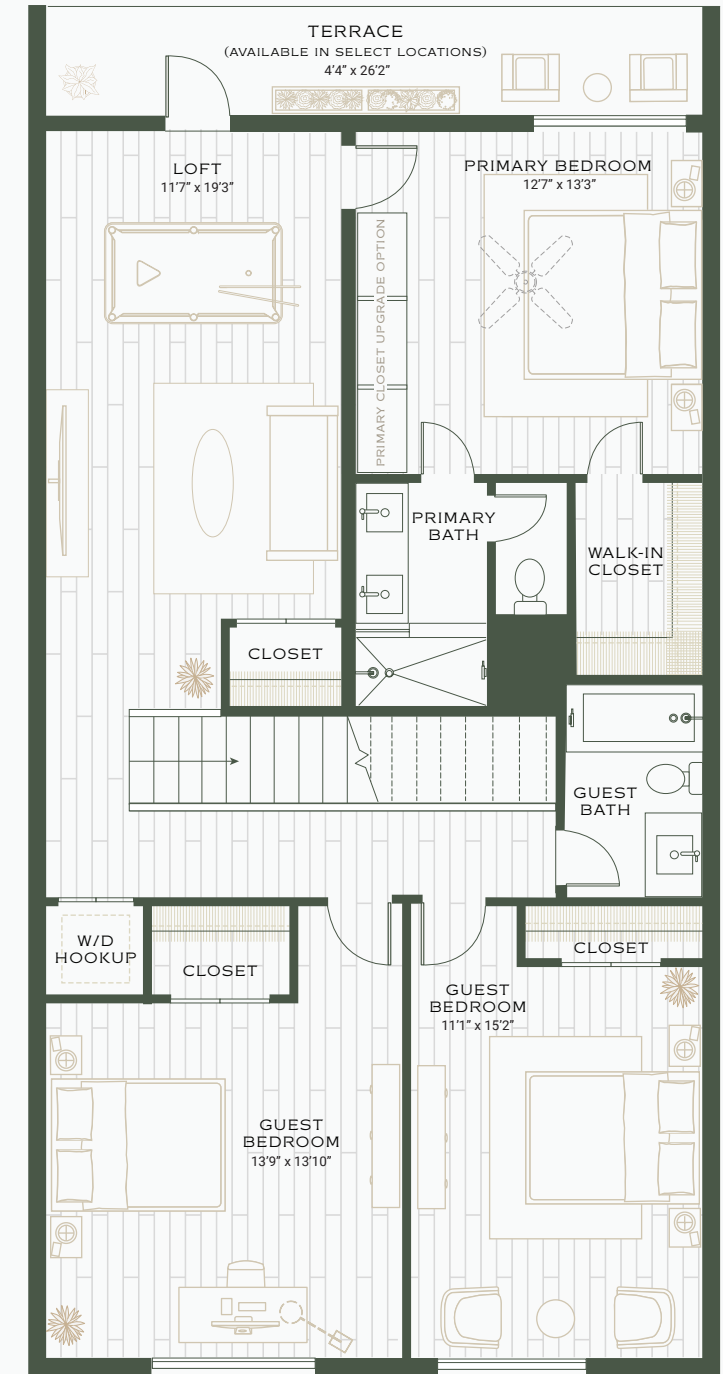 TERRACE
(AVAILABLE IN SELECT LOCATIONS)
4'4” x 26'2”
LOFT
11'7” x 19'3”
PRIMARY BEDROOM
12'7” x 13'3”
PRIMARY CLOSET UPGRADE OPTION
PRIMARY
BATH
WALK-IN
CLOSET
CLOSET
GUEST
BATH
W/D
HOOKUP
CLOSET
CLOSET
GUEST
BEDROOM
11'1” x 15'2”
GUEST
BEDROOM
13'9” x 13'10”